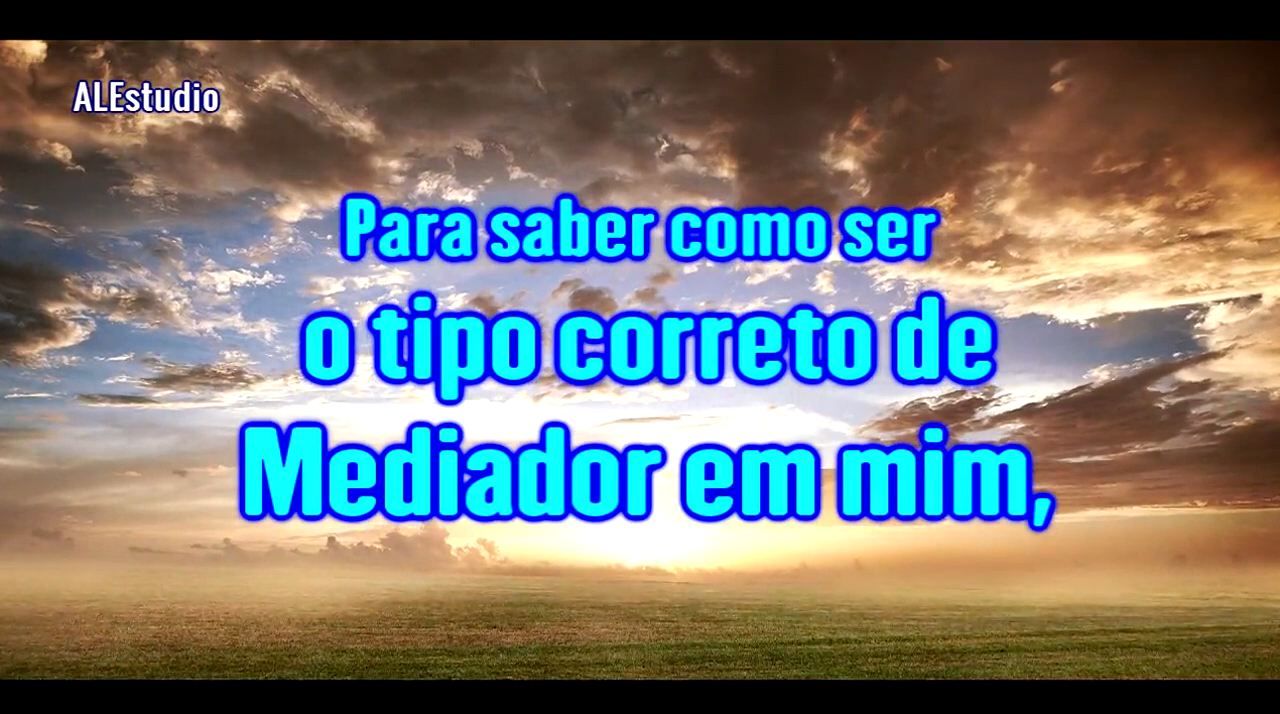 ALEstudio
Para saber como ser
o tipo correto de
Mediador em mim,